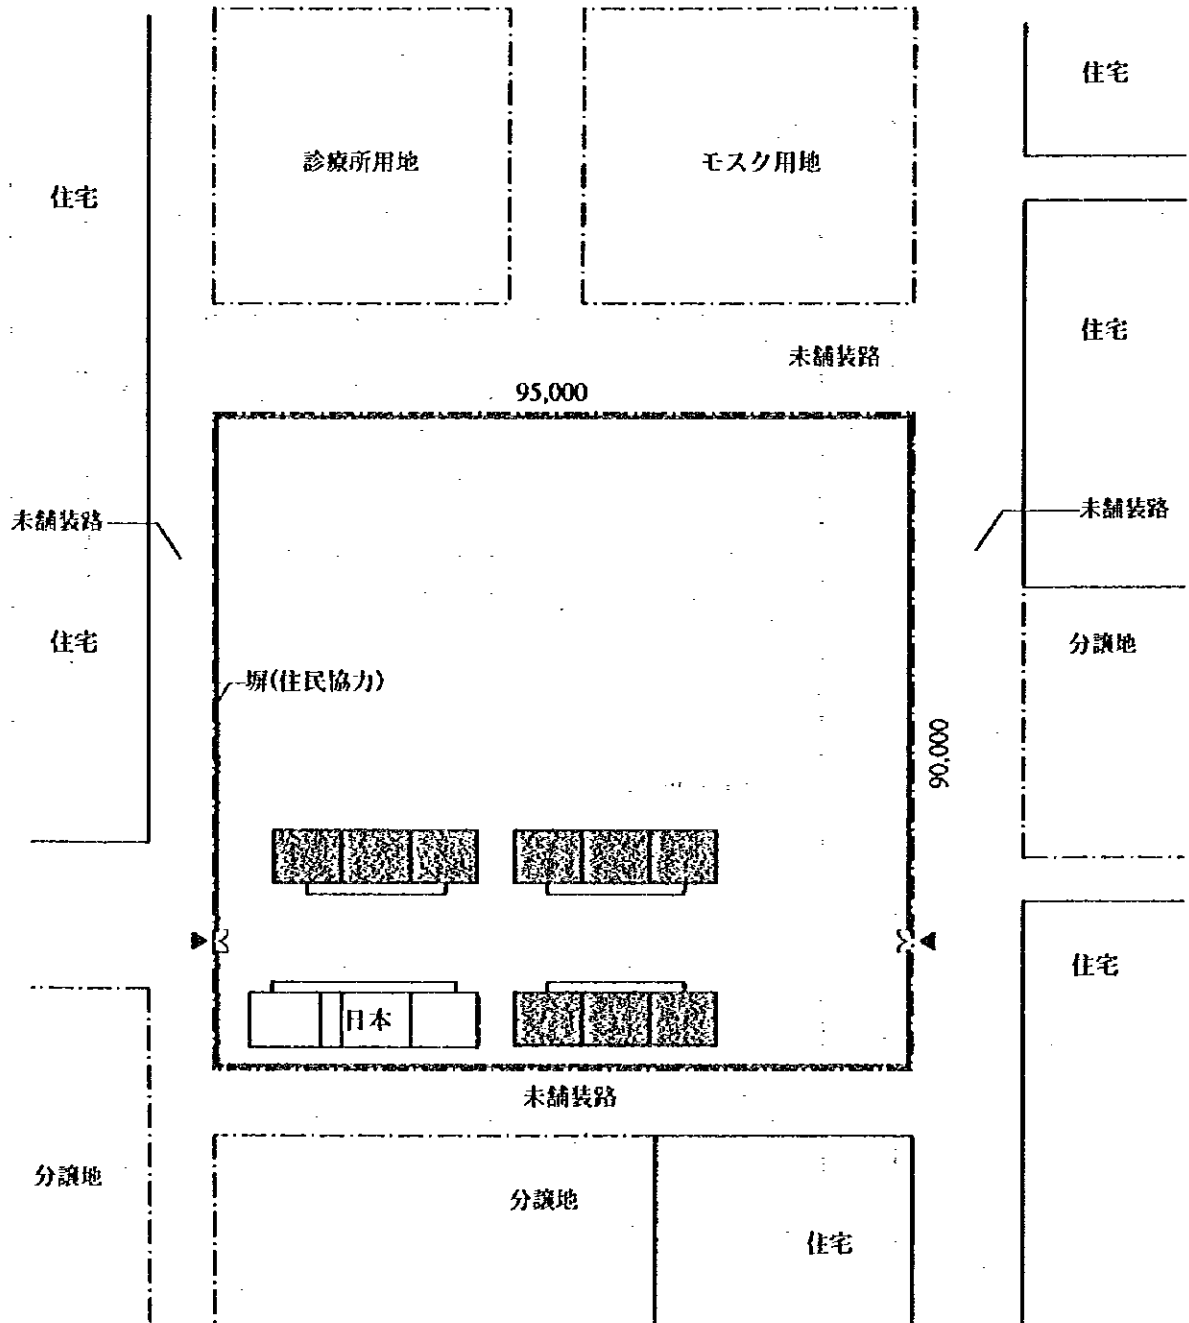 住宅
診療所用地
モスク用地
住宅
住宅
未舗装路
95,000
未舗装路
未舗装路
住宅
分譲地
塀(住民協力)
90,000
住宅
日本
未舗装路
分譲地
分譲地
住宅